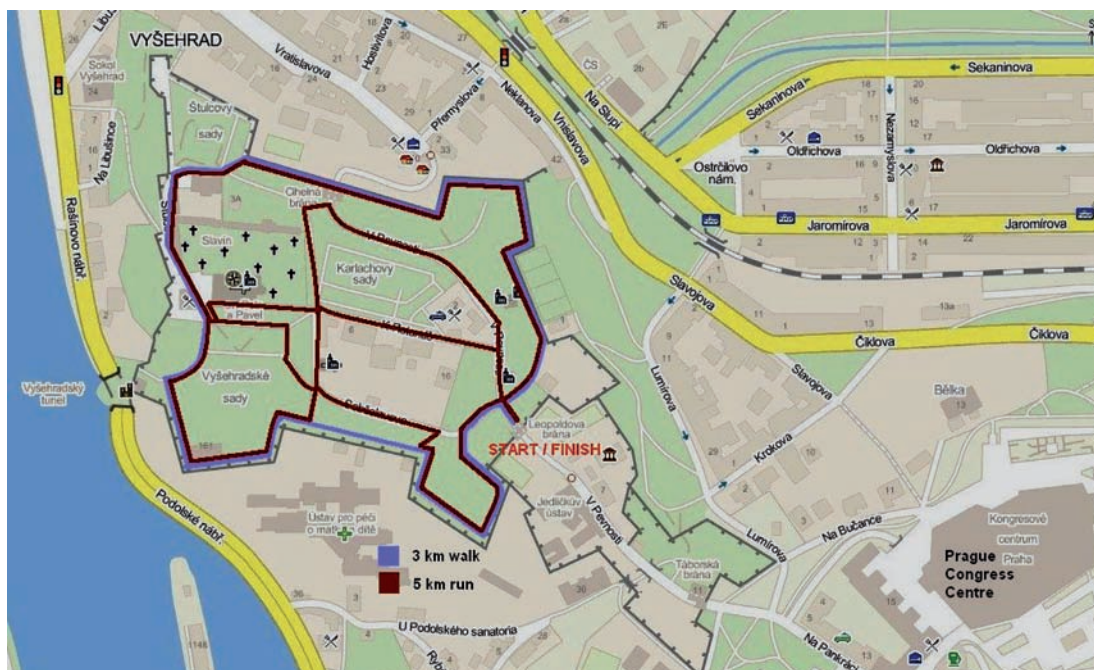 VYŠEHRAD
Libušina
Sokol
Vyšehrad
Na Libušince
Rašínovo nábř.
Štulcovy
sady
Vratislavova
Hostivítova
Přemyslova
Neklanova
Vnislavova
Na Slupi
ČS
Sekaninova
Sekaninova
Nezamyslova
Oldřichova
Oldřichova
Ostrčilovo
nám.
Jaromírova
Jaromírova
Cihelná
brána
3A
Slavín
a Pavel
V Pevnosti
Karlachovy
sady
K Rotundě
Vyšehradské
sady
Vyšehradský
tunel
Leopoldova
brána
START / FINISH
Jedličkův
ústav
V Pevnosti
Slavojova
Slavojova
Čiklova
Čiklova
Lumírova
Lumírova
Krokova
Bělka
Na Bučance
Táborská
brána
Kongresové
centrum
Praha
Prague
Congress
Centre
Na Pankráci
Podolské nábř.
Ústav pro péči
o matku a dítě
U Podolského sanatoria
3 km walk
5 km run